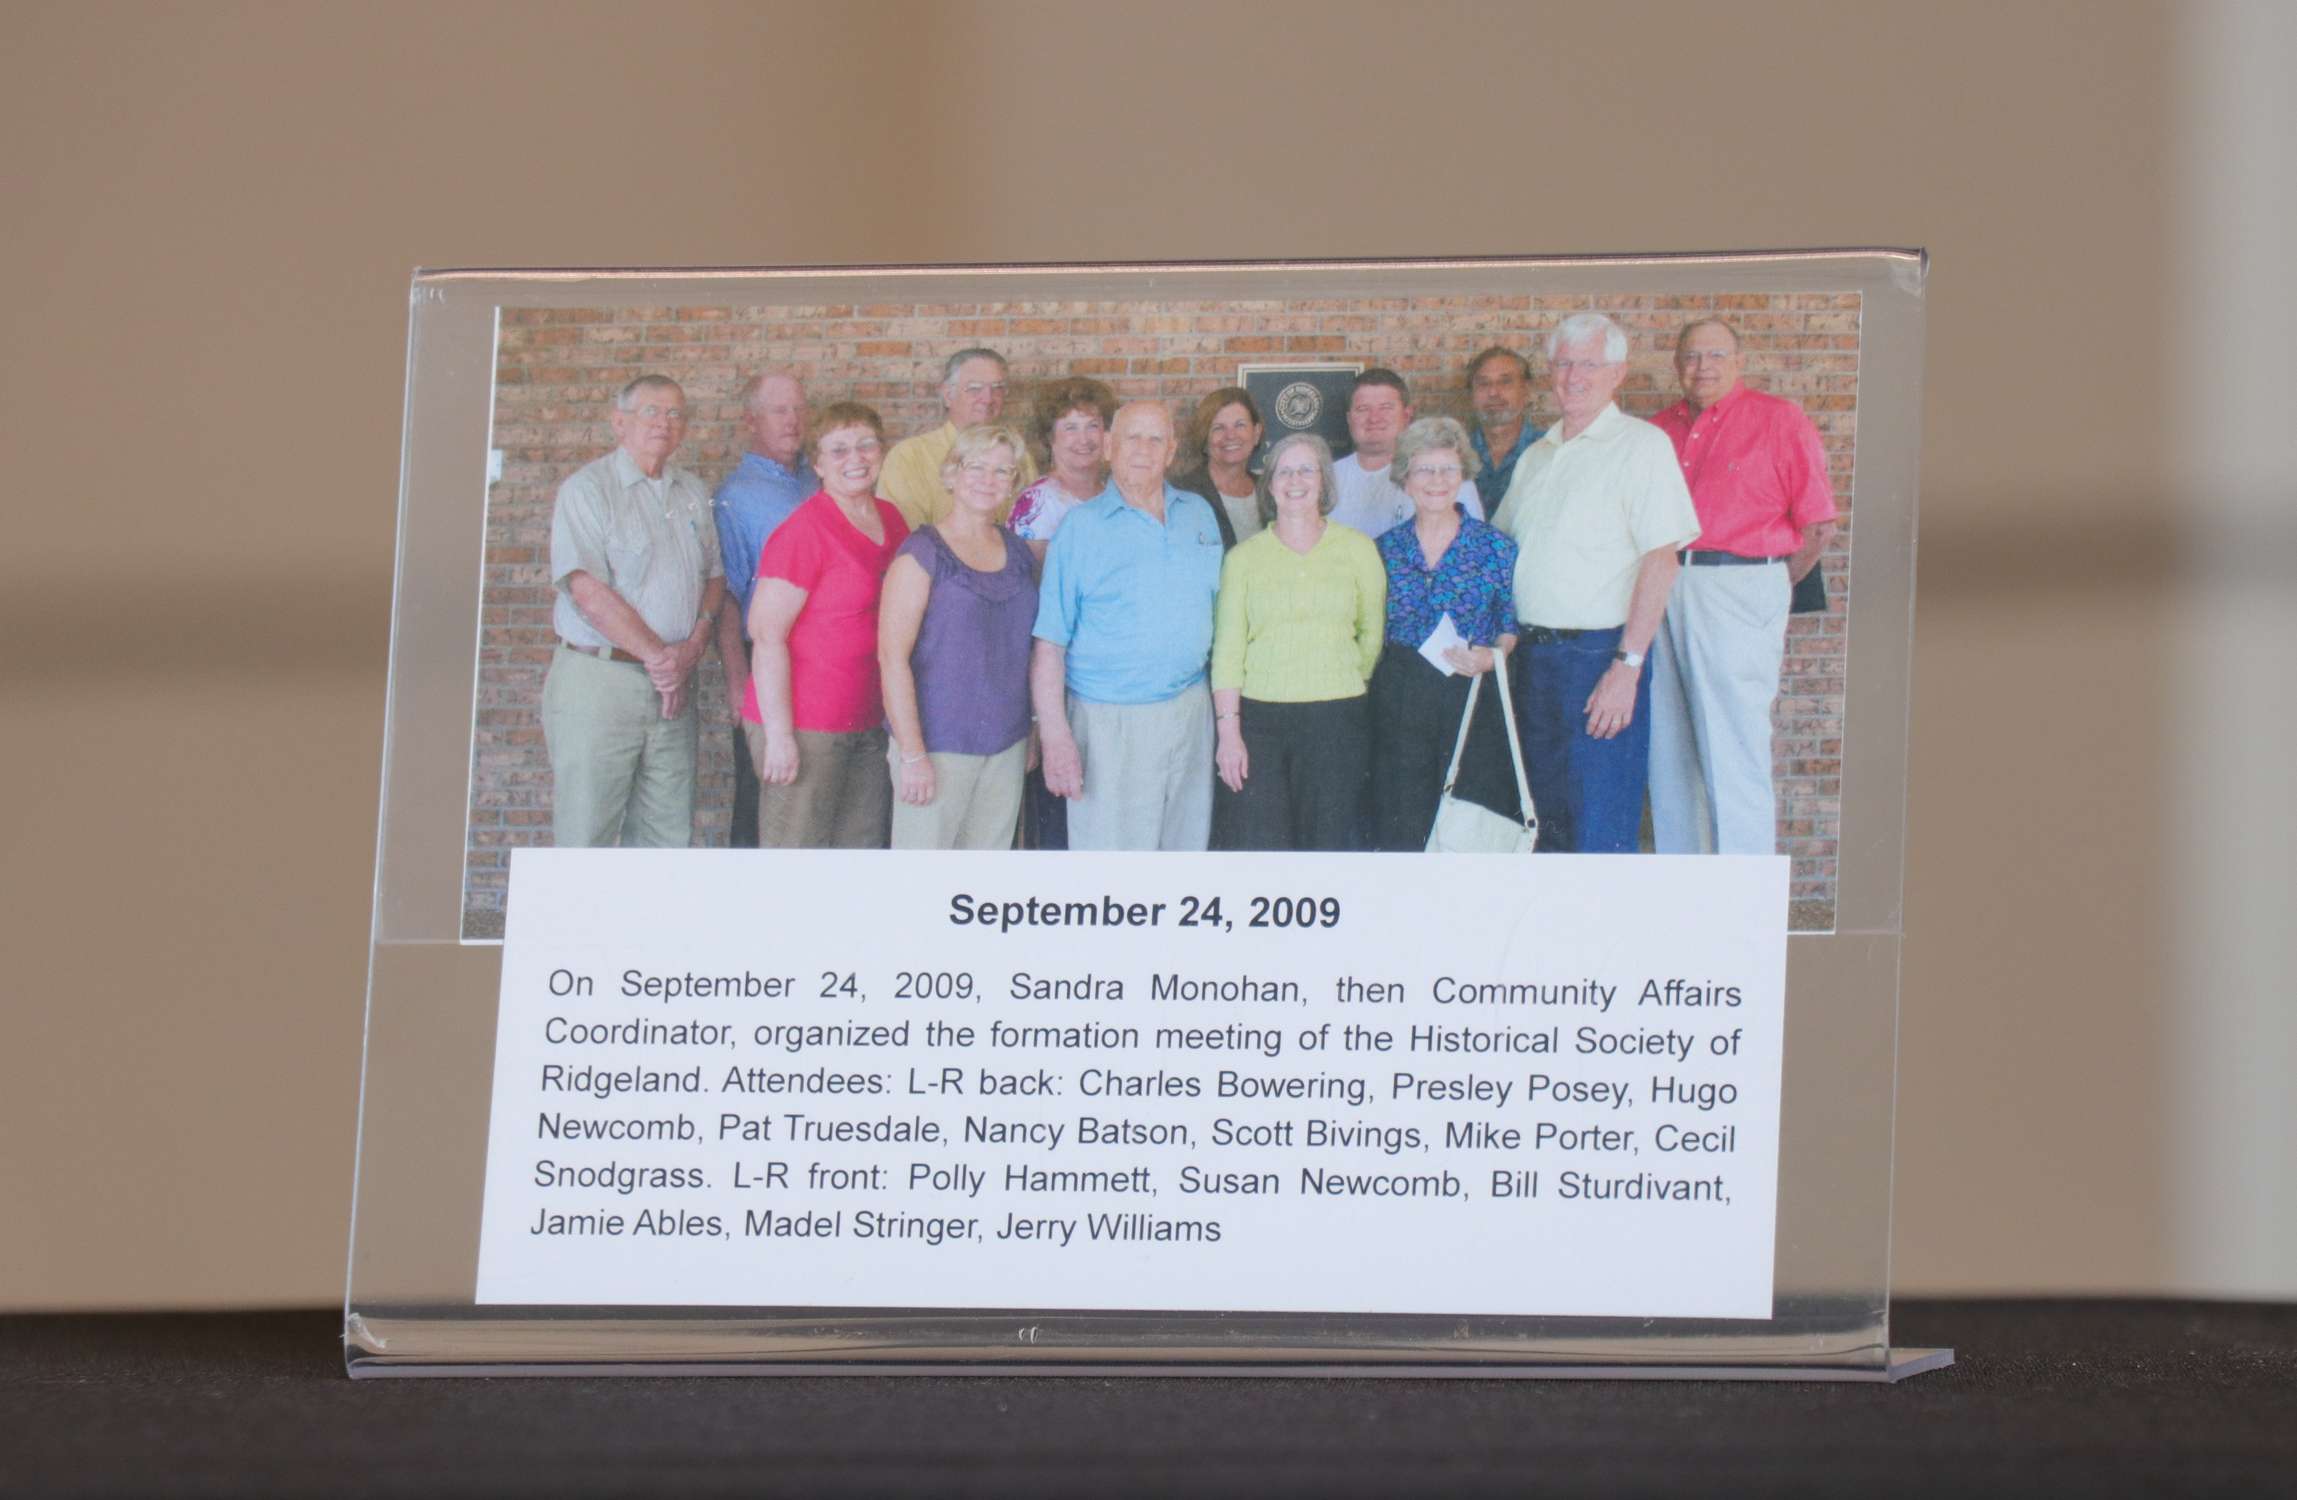 September 24, 2009
On September 24, 2009, Sandra Monohan, then Community Affairs
Coordinator, organized the formation meeting of the Historical Society of
Ridgeland. Attendees: L-R back: Charles Bowering, Presley Posey, Hugo
Newcomb, Pat Truesdale, Nancy Batson, Scott Bivings, Mike Porter, Cecil
Snodgrass. L-R front: Polly Hammett, Susan Newcomb, Bill Sturdivant,
Jamie Ables, Madel Stringer, Jerry Williams